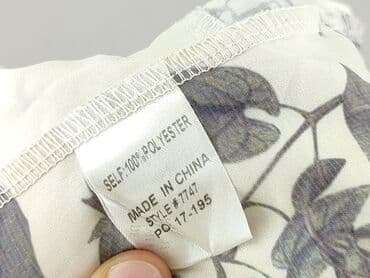 SELF:100%POLYESTER
MADE IN CHINA
STYLE#7747
PO#17-195